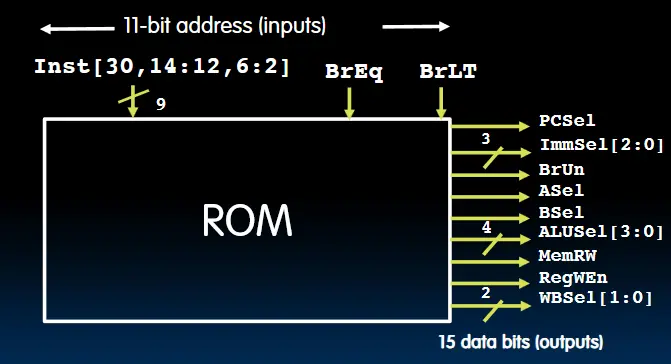 11-bit address (inputs)
Inst[30,14:12,6:2]
BrEq
BrLT
9
ROM
PCSel
3
ImmSel[2:0]
BrUn
ASel
BSel
4
ALUSel[3:0]
MemRW
RegWEn
2
WBSel[1:0]
15 data bits (outputs)